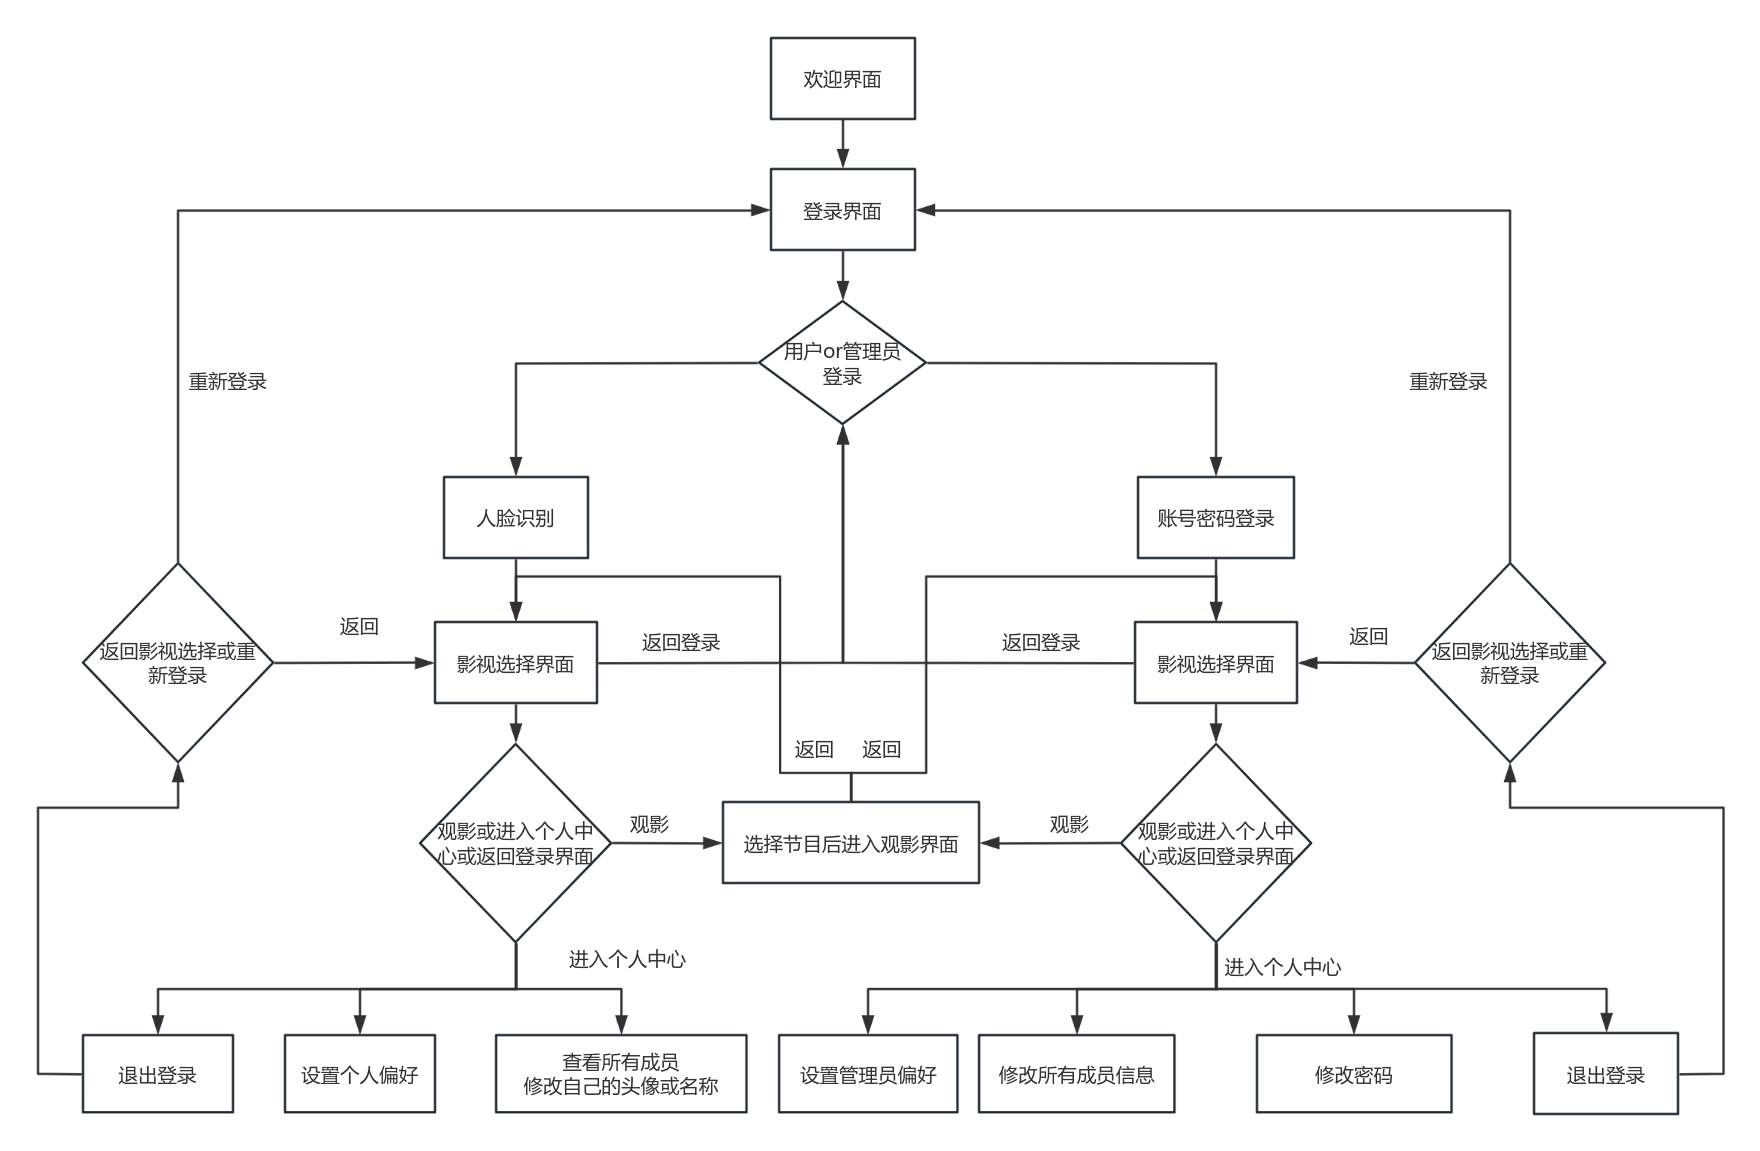 欢迎界面
登录界面
用户or管理员
登录
重新登录
重新登录
人脸识别
账号密码登录
返回
返回登录
返回登录
返回
返回影视选择或重
新登录
影视选择界面
影视选择界面
返回影视选择或重
新登录
返回
返回
观影或进入个人中
心或返回登录界面
观影
选择节目后进入观影界面
观影
观影或进入个人中
心或返回登录界面
进入个人中心
进入个人中心
退出登录
设置个人偏好
查看所有成员
修改自己的头像或名称
设置管理员偏好
修改所有成员信息
修改密码
退出登录